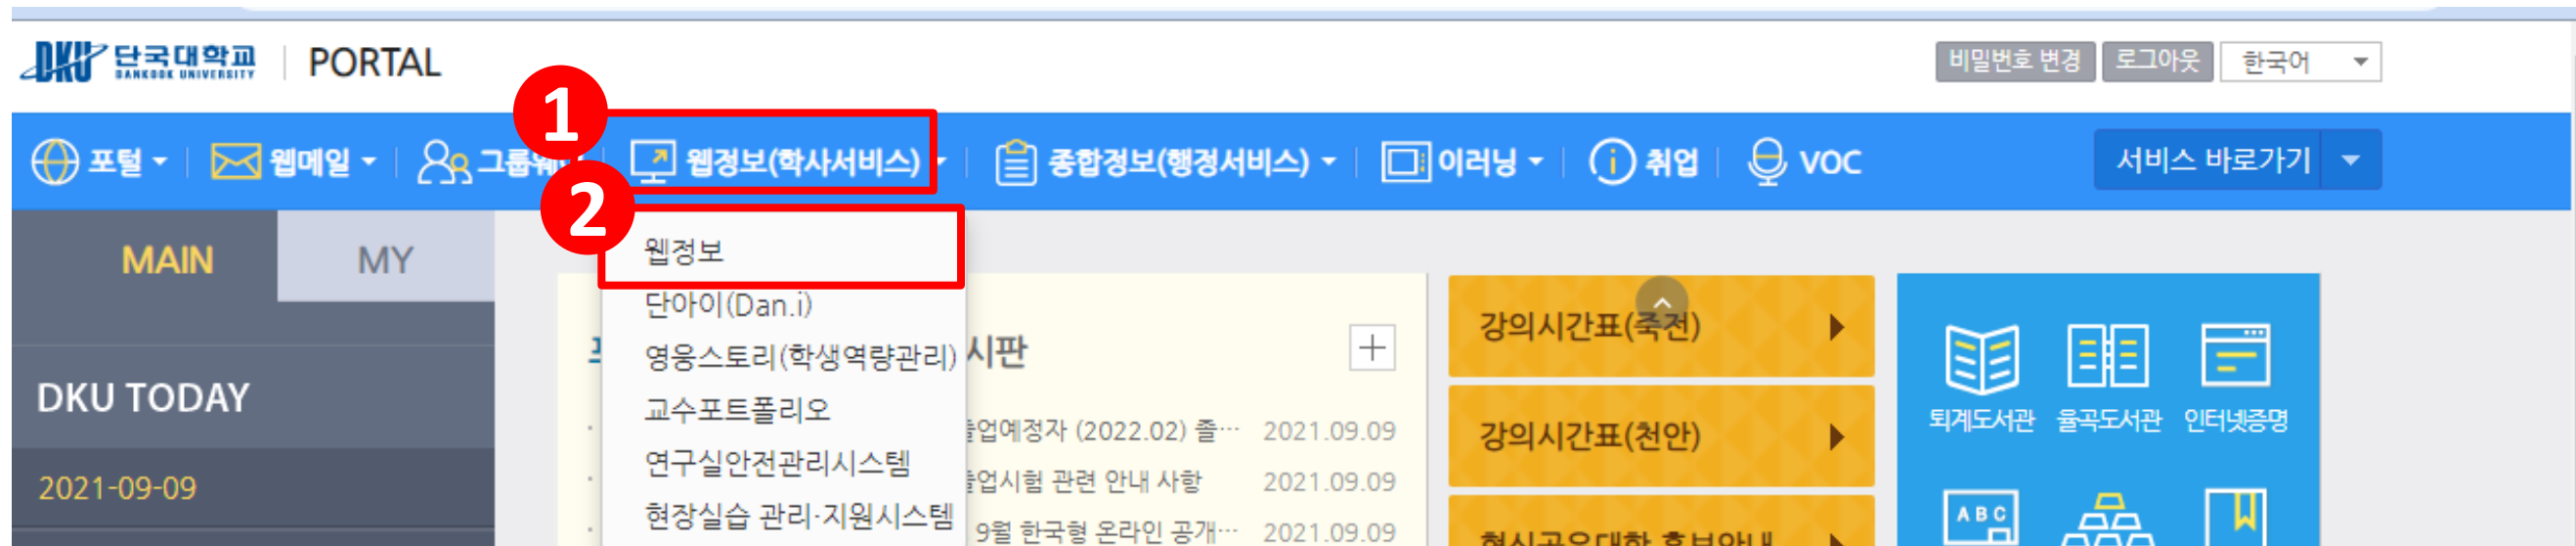 DKU 단국대학교 PORTAL
DANKOOK UNIVERSITY
비밀번호 변경 로그아웃 한국어
1
포털 웹메일 웹정보(학사서비스) 종합정보(행정서비스) 이러닝 취업 VOC 서비스 바로가기
2
MAIN MY
웹정보
단아이(Dan.i)
영웅스토리(학생역량관리)
교수포트폴리오
연구실안전관리시스템
현장실습 관리·지원시스템
DKU TODAY
2021-09-09
시판
업예정자 (2022.02) 졸… 2021.09.09
업시험 관련 안내 사항 2021.09.09
9월 한국형 온라인 공개… 2021.09.09
강의시간표(죽전)
강의시간표(천안)
퇴계도서관 율곡도서관 인터넷증명
ABC